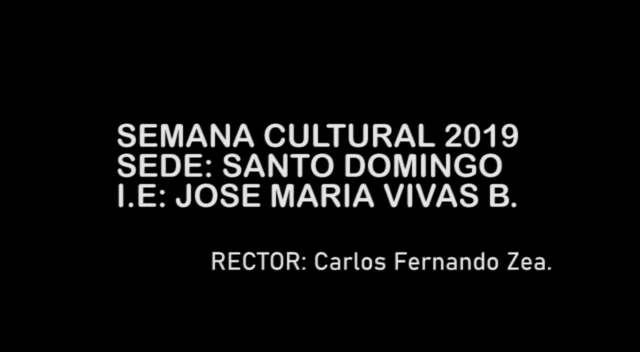 SEMANA CULTURAL 2019
SEDE: SANTO DOMINGO
I.E: JOSE MARIA VIVAS B.
RECTOR: Carlos Fernando Zea.